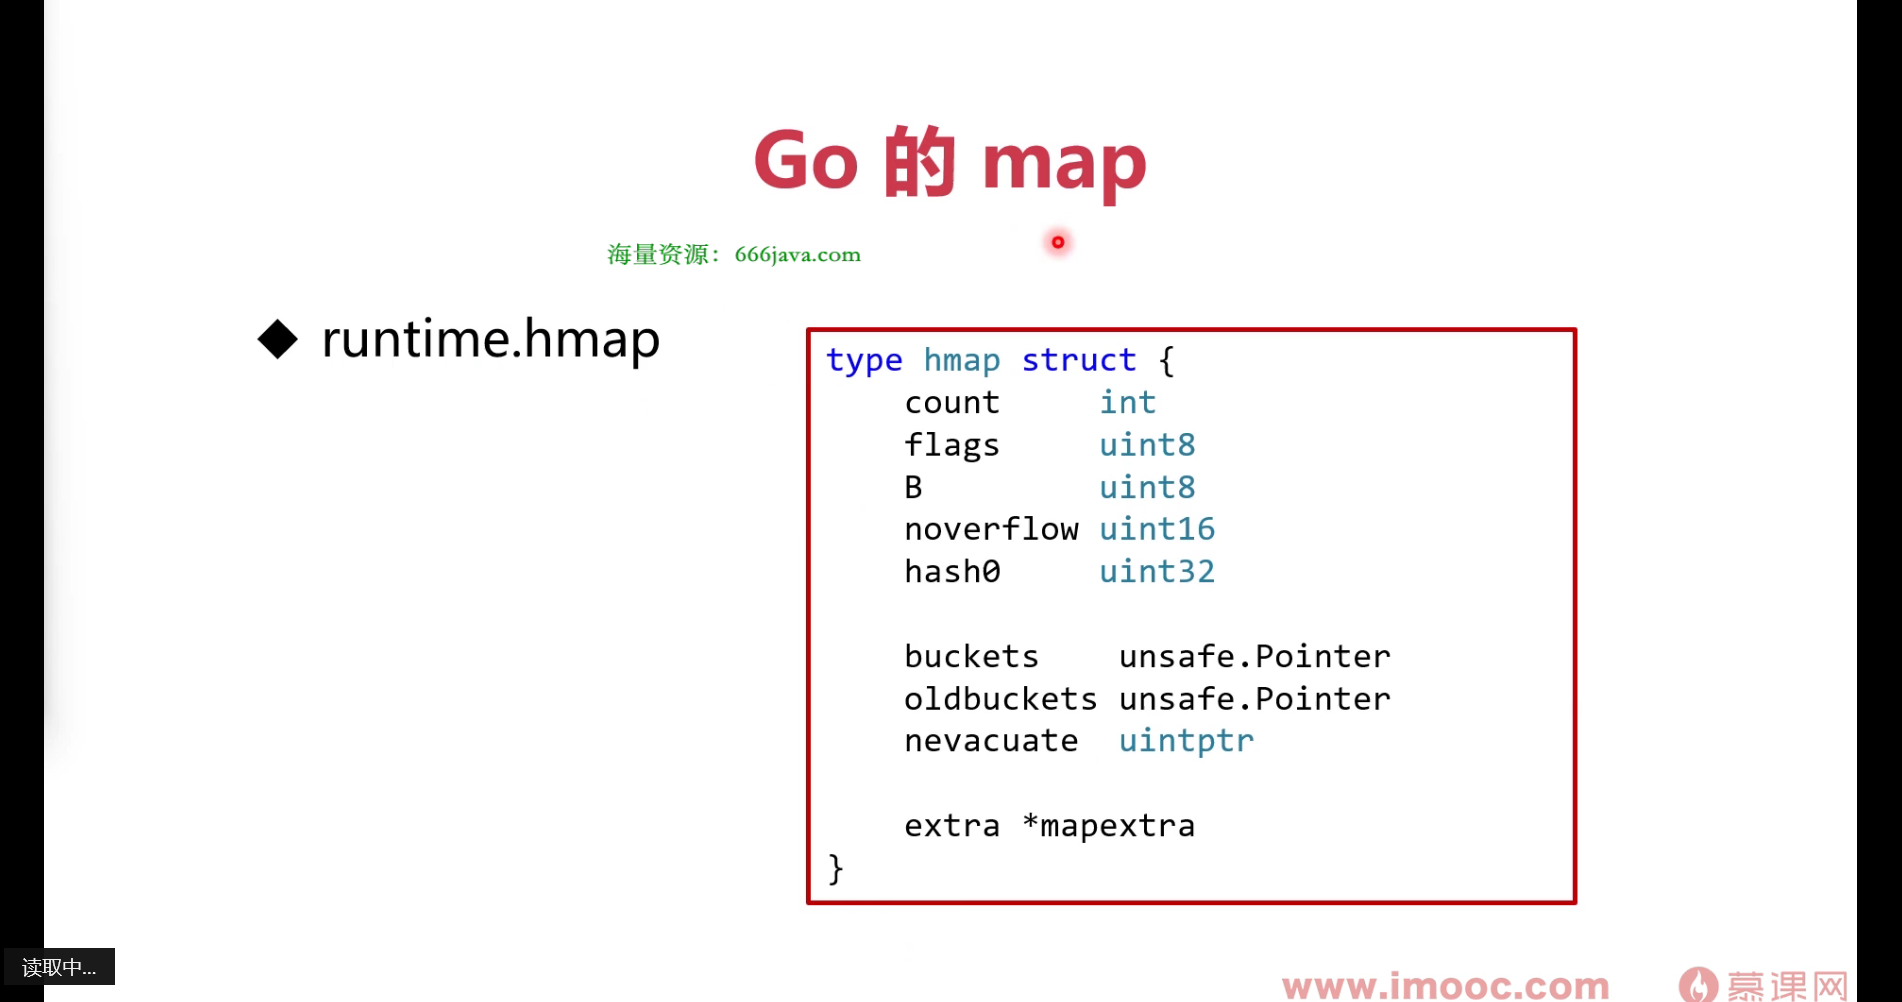 Go 的 map
海量资源：666java.com
◆ runtime.hmap
type hmap struct {
    count     int
    flags     uint8
    B         uint8
    noverflow uint16
    hash0     uint32
    buckets    unsafe.Pointer
    oldbuckets unsafe.Pointer
    nevacuate  uintptr
    extra *mapextra
}
读取中...
www.imooc.com 慕课网